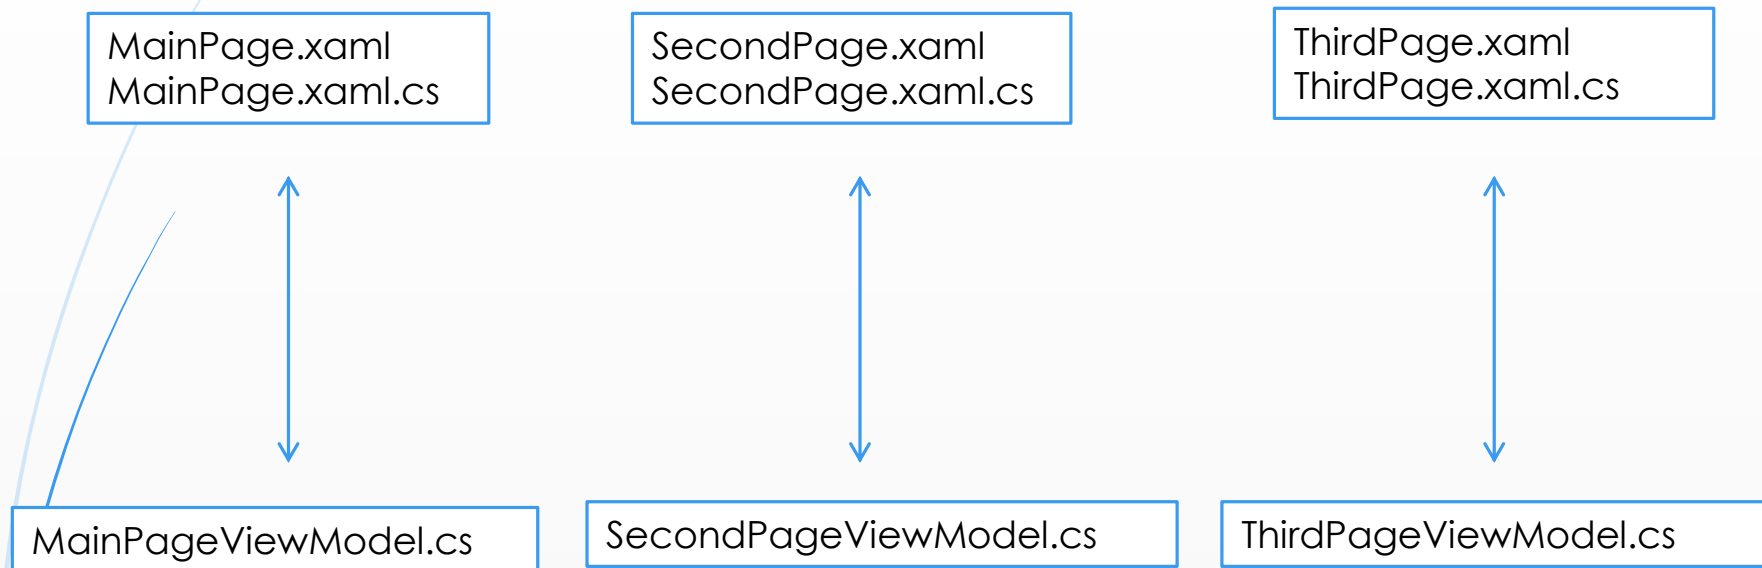 MainPage.xaml
MainPage.xaml.cs
SecondPage.xaml
SecondPage.xaml.cs
ThirdPage.xaml
ThirdPage.xaml.cs
MainPageViewModel.cs
SecondPageViewModel.cs
ThirdPageViewModel.cs